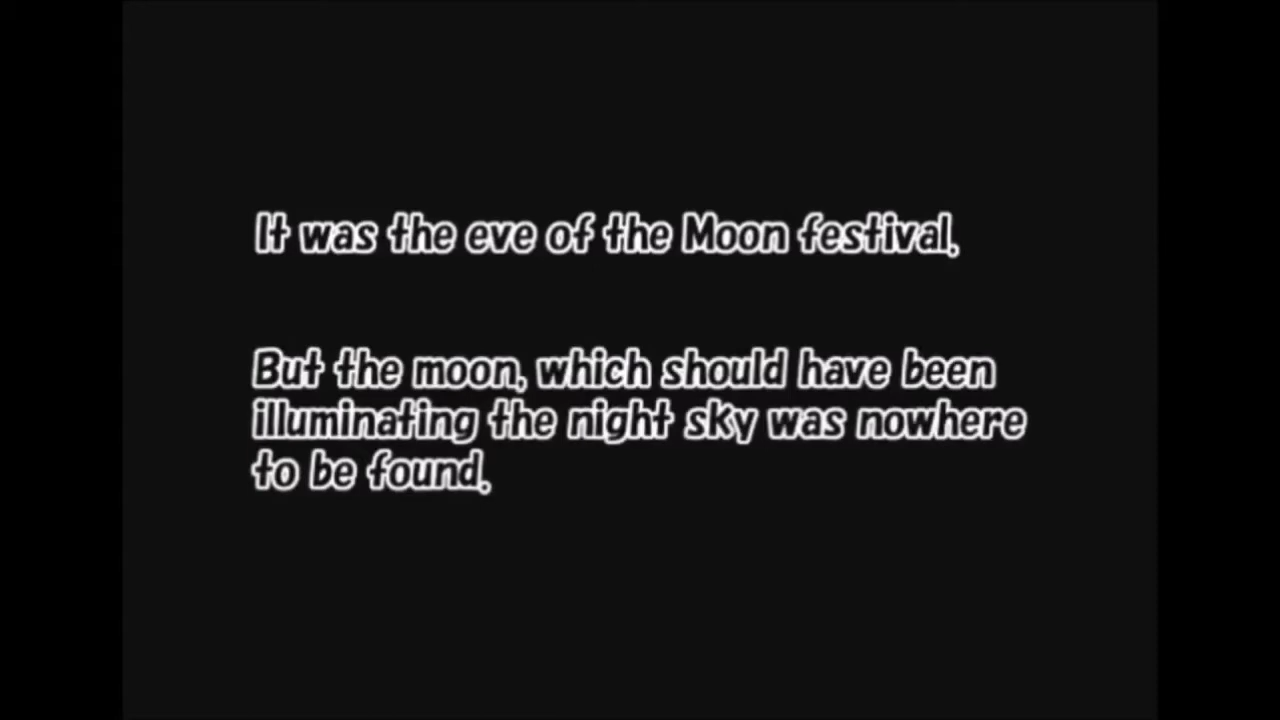 It was the eve of the Moon festival.
But the moon, which should have been
illuminating the night sky was nowhere
to be found.